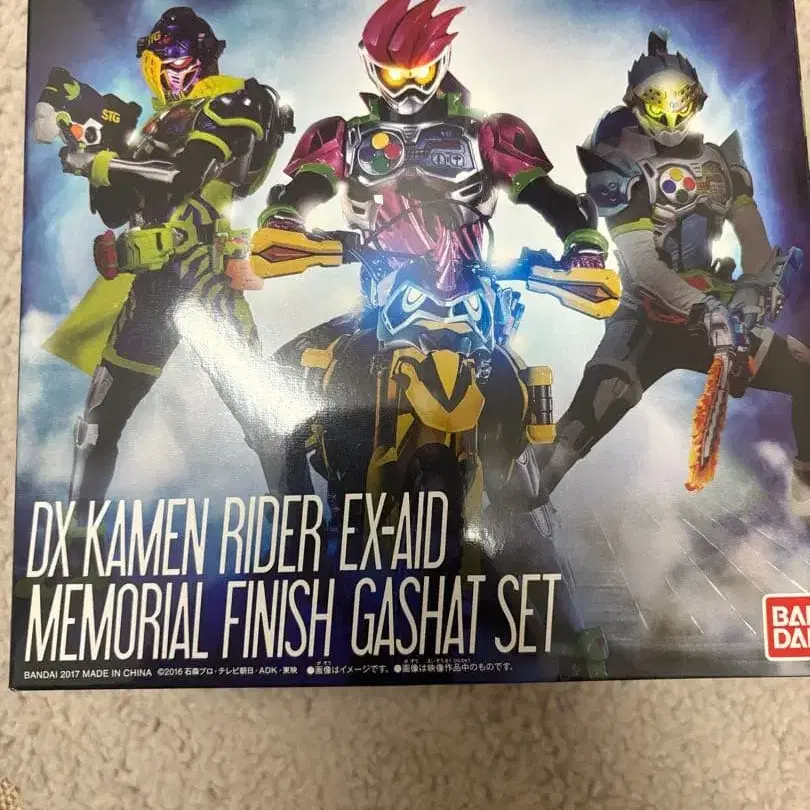 STG
STG
DX KAMEN RIDER EX-AID
MEMORIAL FINISH GASHAT SET
BAN
DAI
BANDAI 2017 MADE IN CHINA ©2016 石森プロ・テレビ朝日・ADK・東映 ●画像はイメージです。 ●画像は映像作品中のものです。